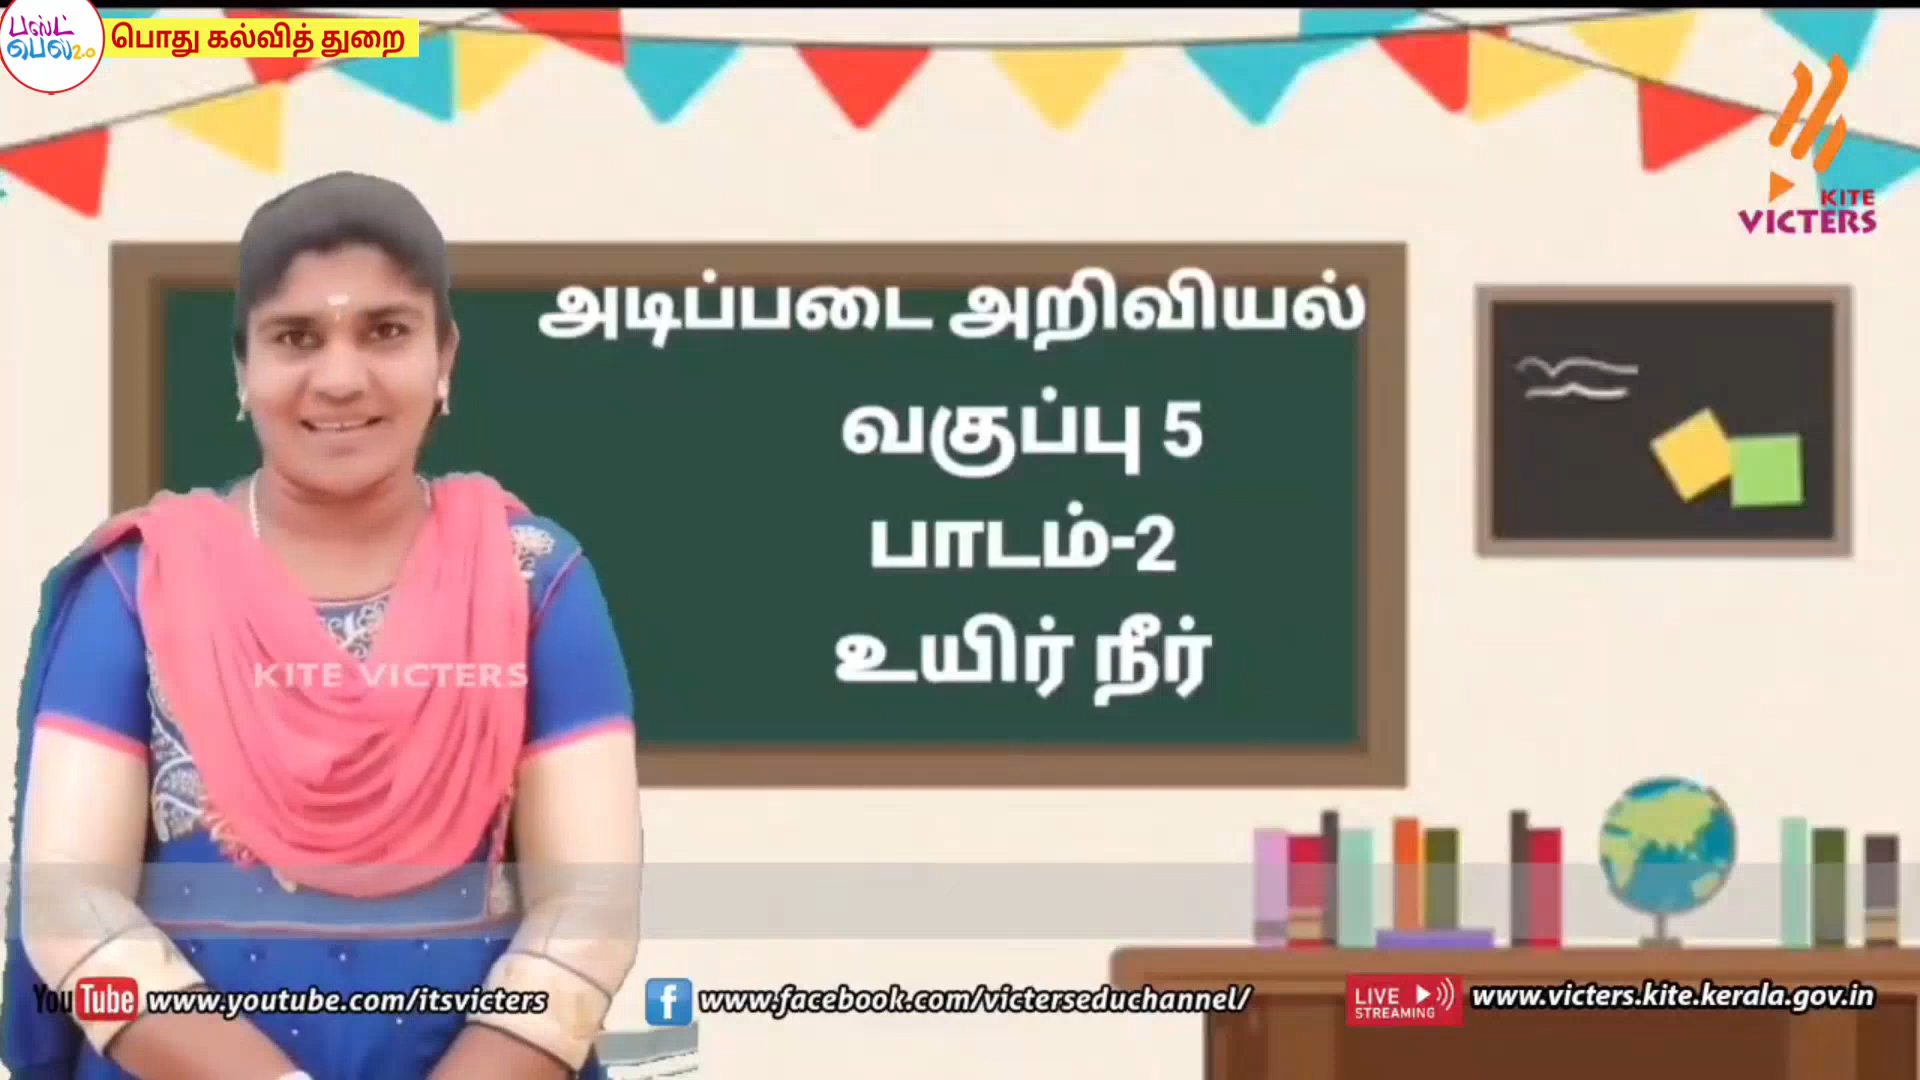 பஸ்ட்
பெல் 2.0
பொது கல்வித் துறை
KITE
VICTERS
அடிப்படை அறிவியல்
வகுப்பு 5
பாடம்-2
உயிர் நீர்
KITE VICTERS
YouTube www.youtube.com/itsvicters
f www.facebook.com/victerseduchannel/
LIVE STREAMING www.victers.kite.kerala.gov.in